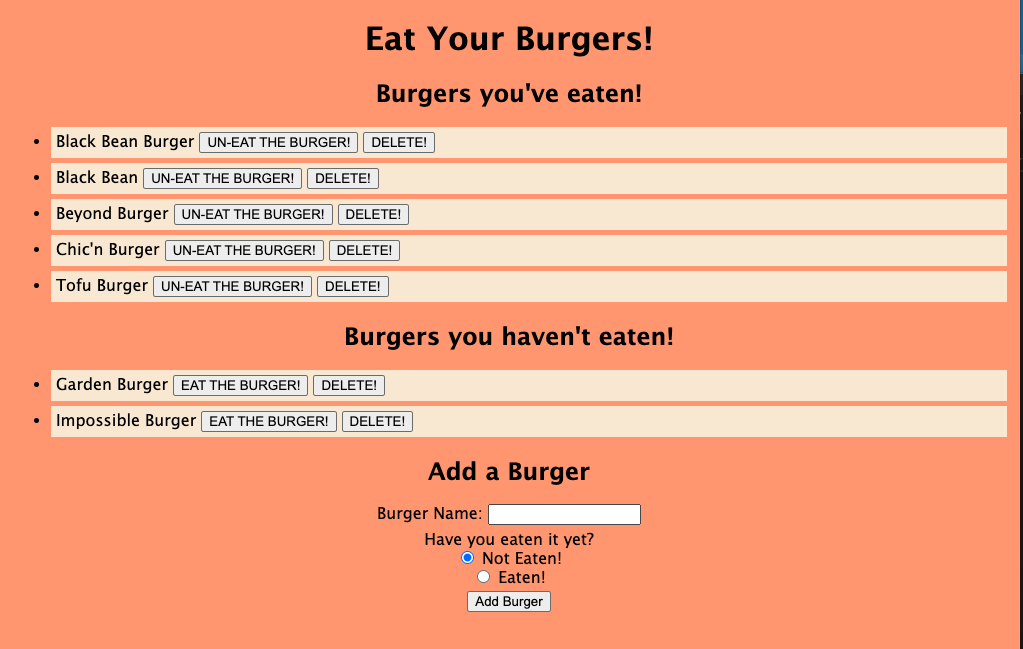 Eat Your Burgers!
Burgers you've eaten!
Black Bean Burger UN-EAT THE BURGER! DELETE!
Black Bean UN-EAT THE BURGER! DELETE!
Beyond Burger UN-EAT THE BURGER! DELETE!
Chic'n Burger UN-EAT THE BURGER! DELETE!
Tofu Burger UN-EAT THE BURGER! DELETE!
Burgers you haven't eaten!
Garden Burger EAT THE BURGER! DELETE!
Impossible Burger EAT THE BURGER! DELETE!
Add a Burger
Burger Name:
Have you eaten it yet?
Not Eaten!
Eaten!
Add Burger